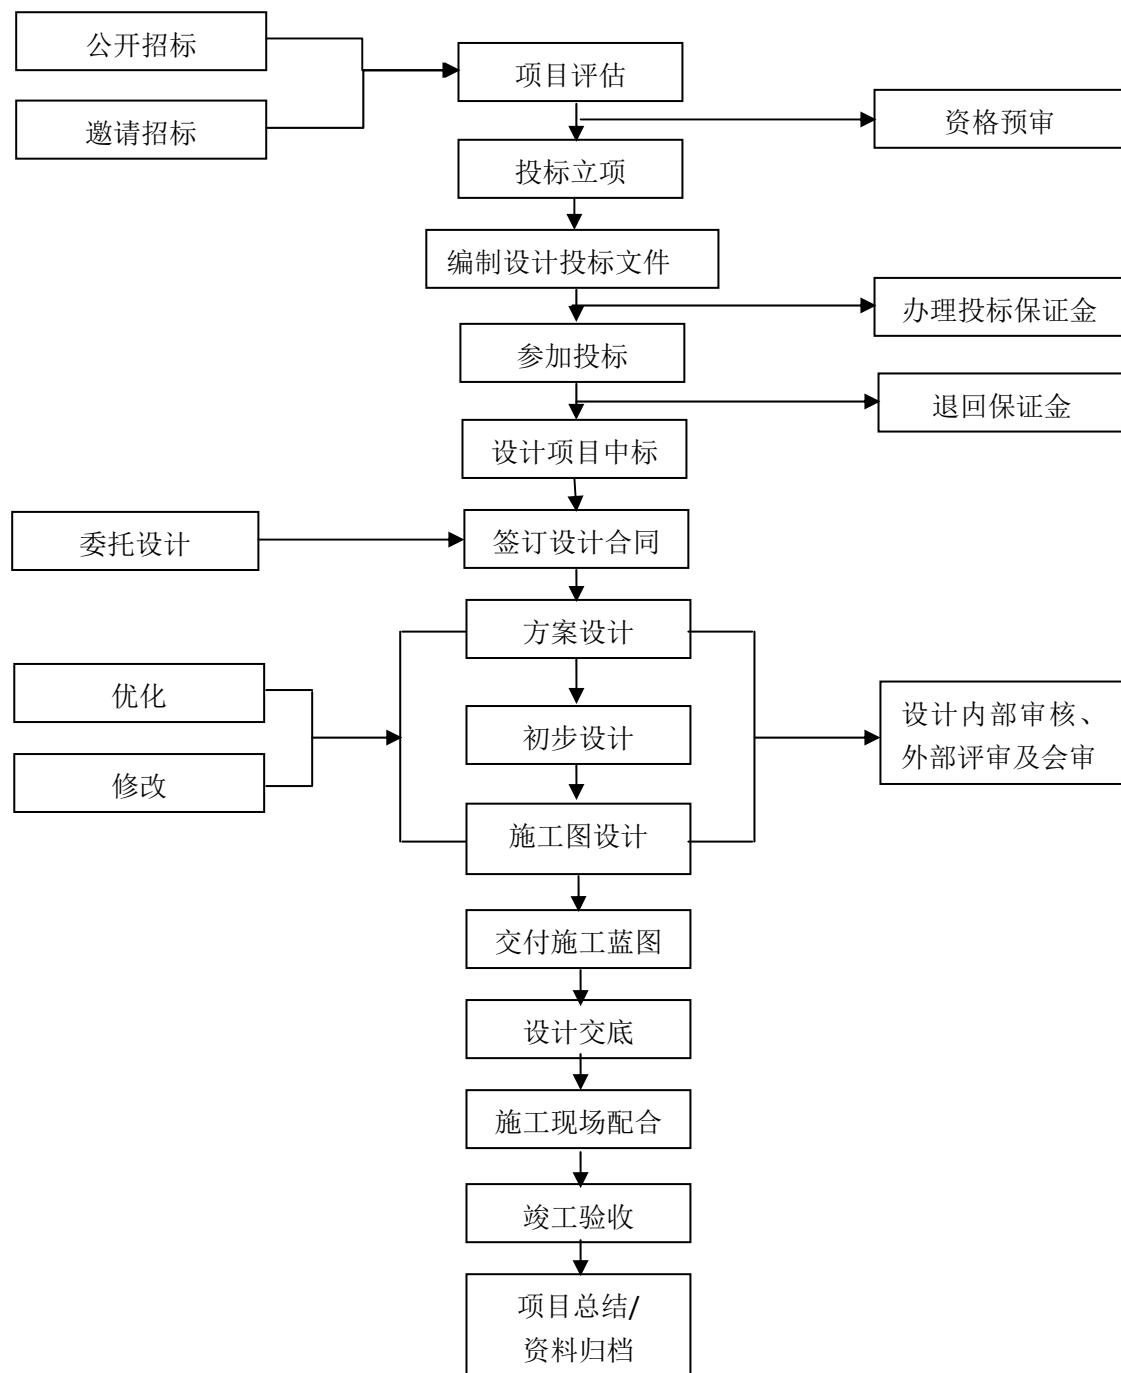 公开招标
项目评估
邀请招标
资格预审
投标立项
编制设计投标文件
办理投标保证金
参加投标
退回保证金
设计项目中标
委托设计
签订设计合同
方案设计
优化
设计内部审核、
外部评审及会审
初步设计
修改
施工图设计
交付施工蓝图
设计交底
施工现场配合
竣工验收
项目总结/
资料归档